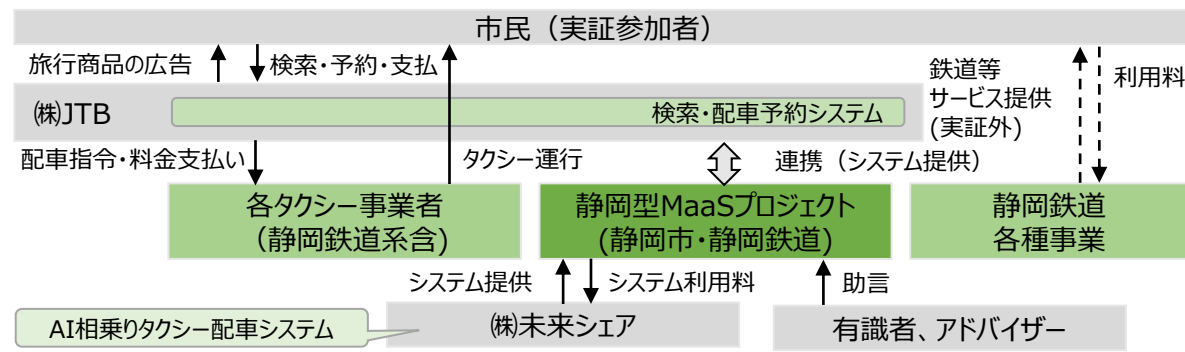 市民（実証参加者）
旅行商品の広告
検索・予約・支払
鉄道等
サービス提供
(実証外)
利用料
㈱JTB
検索・配車予約システム
配車指令・料金支払い
タクシー運行
連携（システム提供）
各タクシー事業者
（静岡鉄道系含)
静岡型MaaSプロジェクト
(静岡市・静岡鉄道)
静岡鉄道
各種事業
システム提供
システム利用料
助言
AI相乗りタクシー配車システム
㈱未来シェア
有識者、アドバイザー